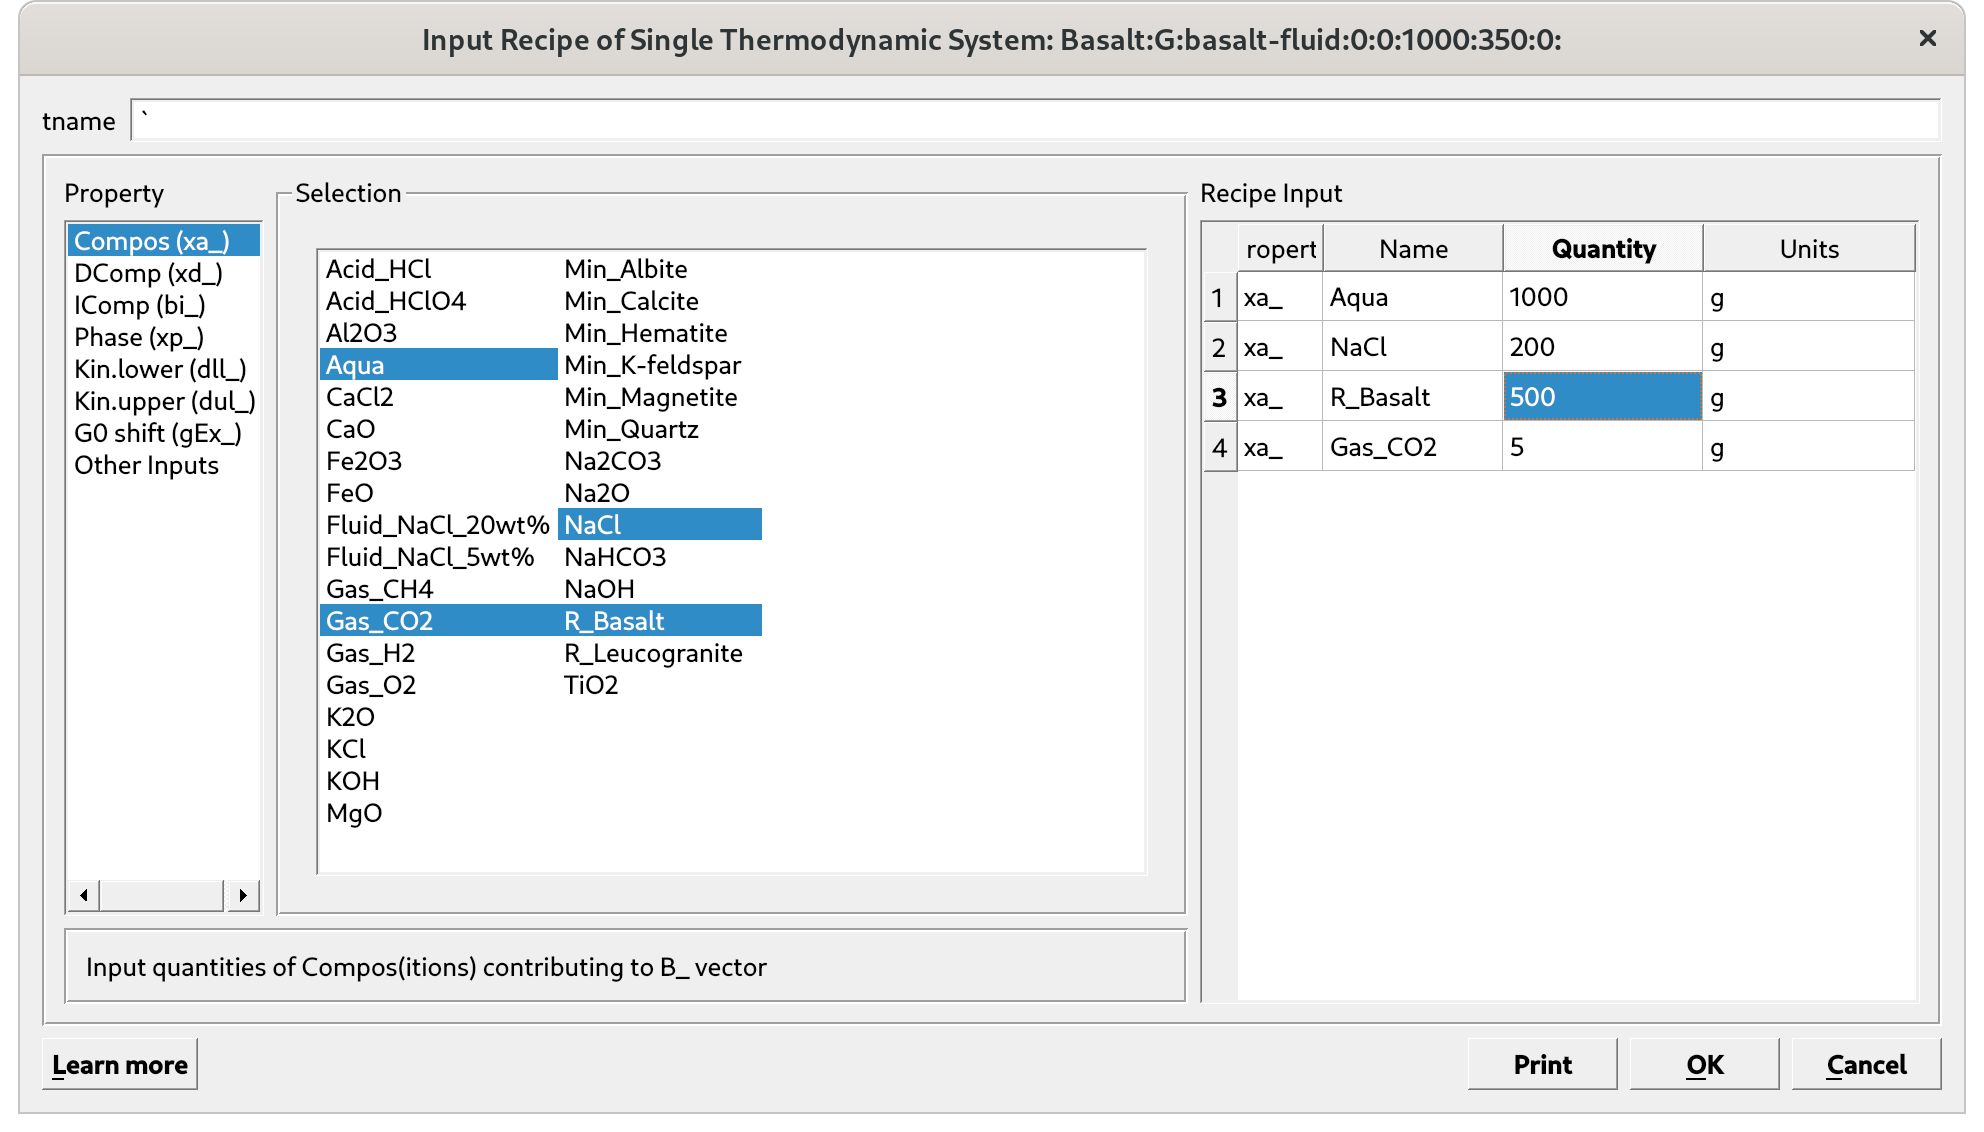 Input Recipe of Single Thermodynamic System: Basalt:G:basalt-fluid:0:0:1000:350:0:
tname `
Property
Compos (xa_)
DComp (xd_)
IComp (bi_)
Phase (xp_)
Kin.lower (dll_)
Kin.upper (dul_)
G0 shift (gEx_)
Other Inputs
Selection
Acid_HCl
Acid_HClO4
Al2O3
Aqua
CaCl2
CaO
Fe2O3
FeO
Fluid_NaCl_20wt%
Fluid_NaCl_5wt%
Gas_CH4
Gas_CO2
Gas_H2
Gas_O2
K2O
KCl
KOH
MgO
Min_Albite
Min_Calcite
Min_Hematite
Min_K-feldspar
Min_Magnetite
Min_Quartz
Na2CO3
Na2O
NaCl
NaHCO3
NaOH
R_Basalt
R_Leucogranite
TiO2
Recipe Input
ropert Name Quantity Units
1 xa_ Aqua 1000 g
2 xa_ NaCl 200 g
3 xa_ R_Basalt 500 g
4 xa_ Gas_CO2 5 g
Input quantities of Compos(itions) contributing to B_ vector
Learn more Print OK Cancel